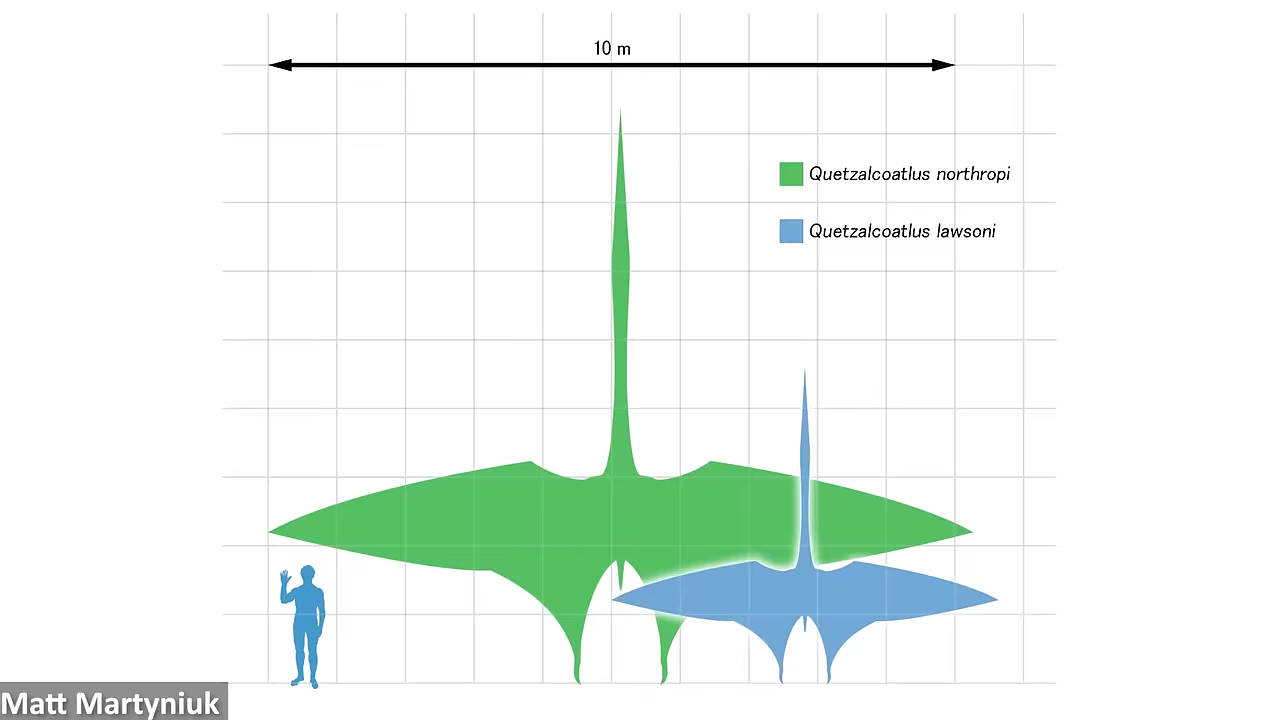 10 m
Quetzalcoatlus northropi
Quetzalcoatlus lawsoni
Matt Martyniuk